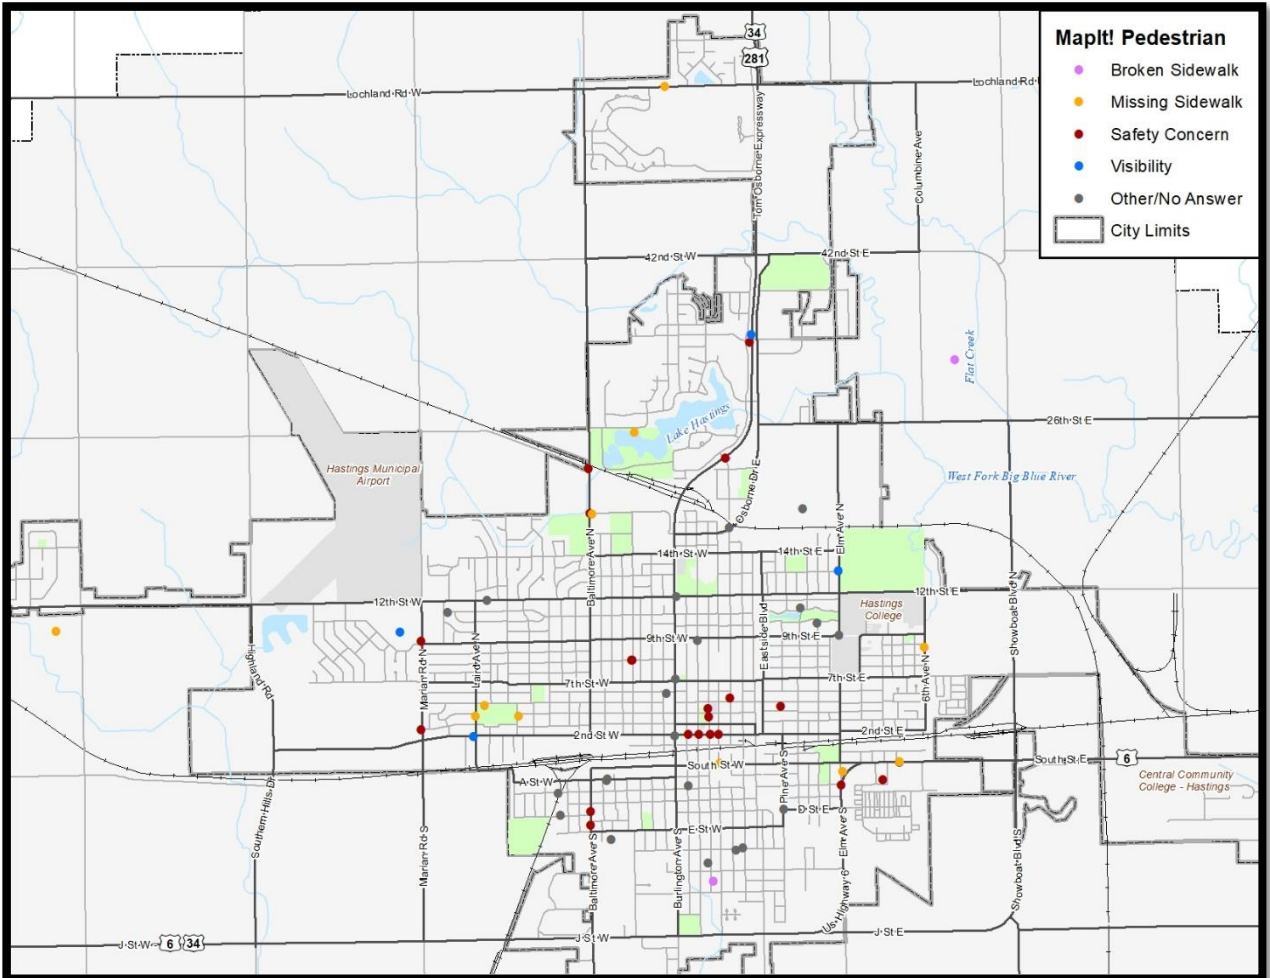 34
281
MapIt! Pedestrian
Broken Sidewalk
Missing Sidewalk
Safety Concern
Visibility
Other/No Answer
City Limits
Lochland Rd W
Lochland Rd
Tom Osborne Expressway
Columbine Ave
42nd St W
42nd St E
Flat Creek
Lake Hastings
26th St E
Hastings Municipal
Airport
West Fork Big Blue River
Osborne Dr E
Elm Ave N
Baltimore Ave N
14th St W
14th St E
12th St W
12th St E
Hastings
College
Showboat Blvd N
Eastside Blvd
9th St W
9th St E
Highland Rd
Marian Rd N
Laird Ave N
7th St W
7th St E
6th Ave N
2nd St W
2nd St E
South St W
South St E
6
A St W
Pine Ave S
Central Community
College - Hastings
D St E
E St W
Southern Hills Dr
Marian Rd S
Baltimore Ave S
Burlington Ave S
Elm Ave S
Us Highway 6
Showboat Blvd S
J St W
6
34
J St W
J St E